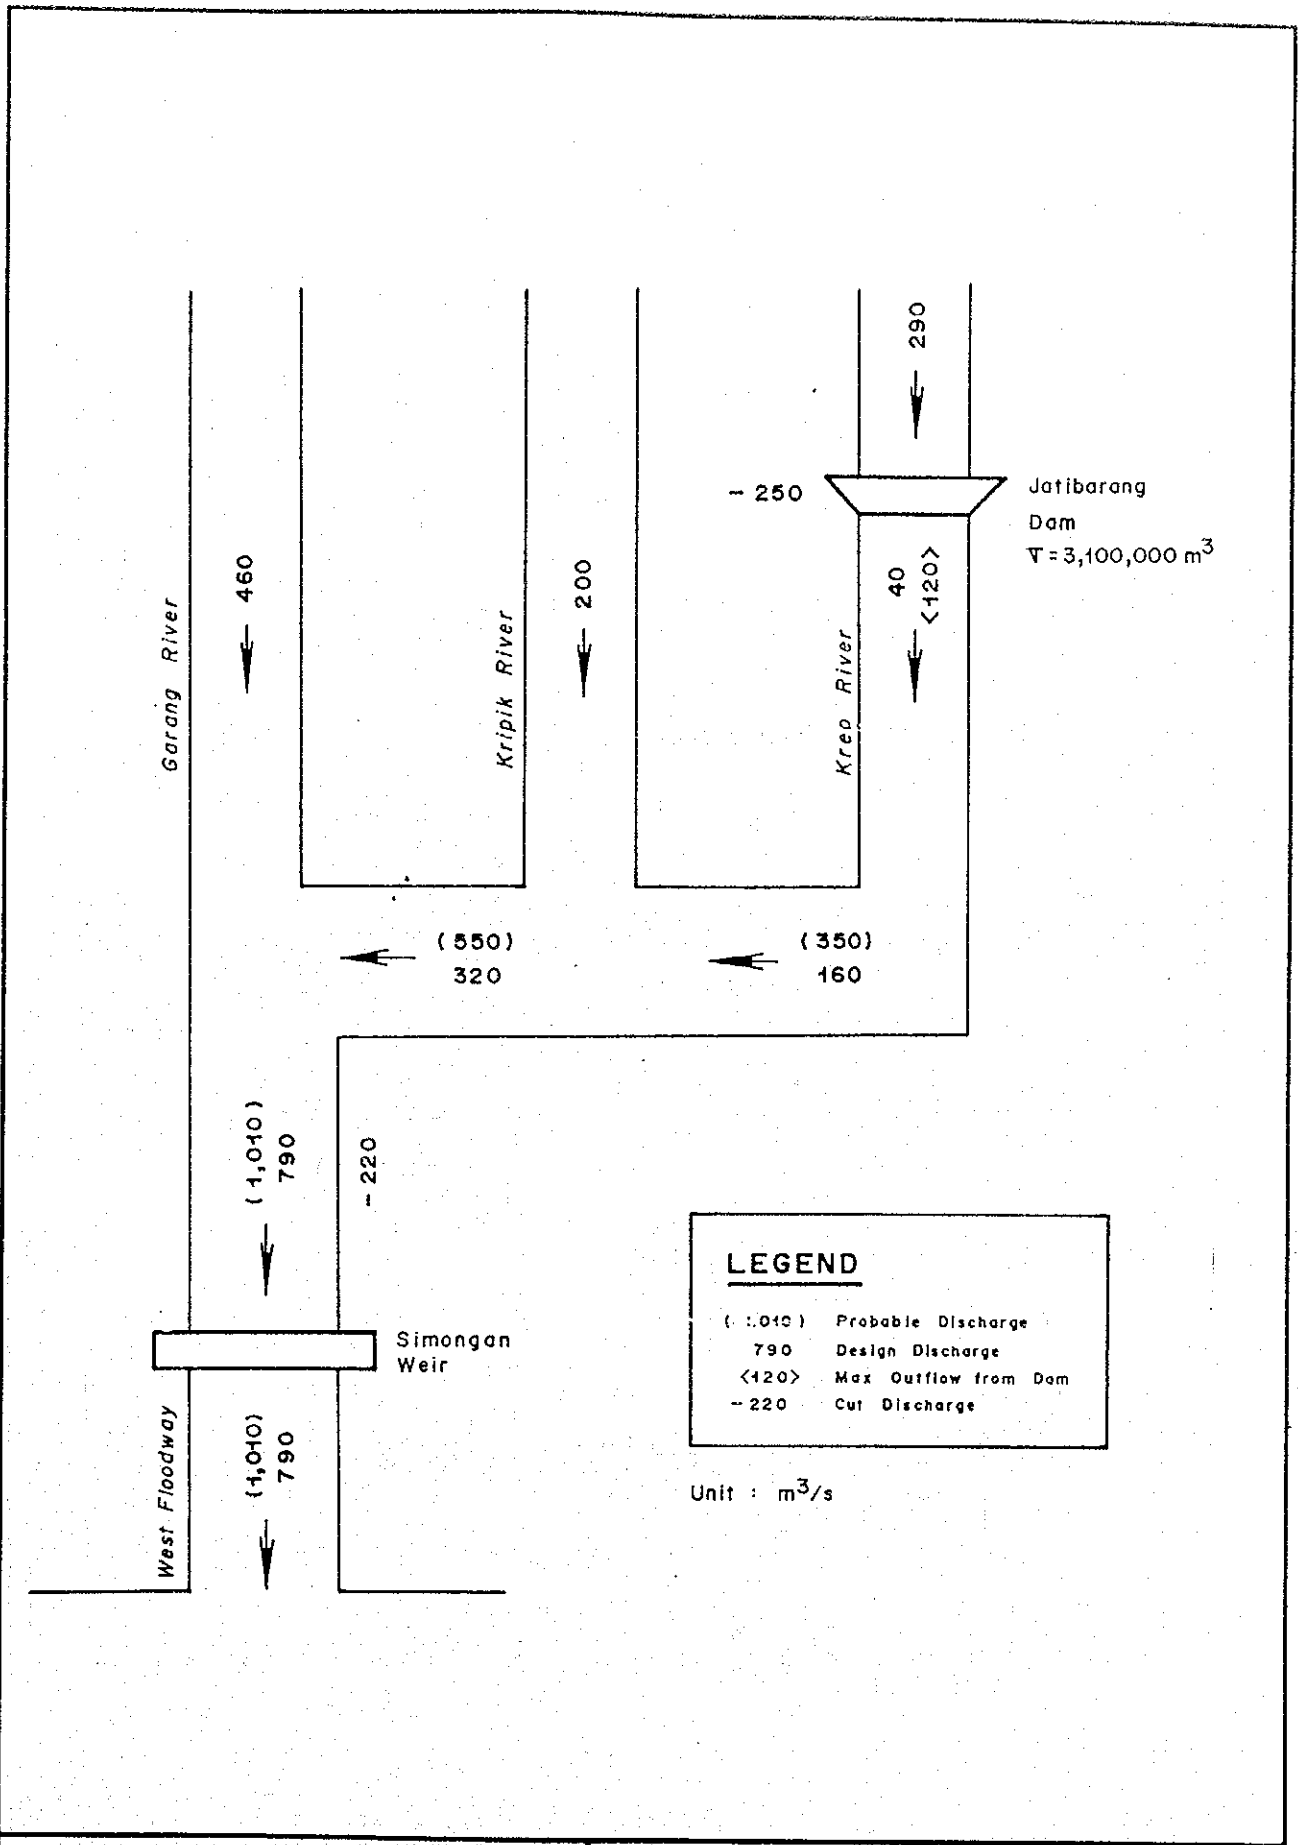 290
- 250
Jatibarang
Dam
V = 3,100,000 m³
Garang River
460
Kripik River
200
Krep River
40
<120>
(550)
320
(350)
160
(1,010)
790
- 220
Simongan
Weir
West Floodway
(1,010)
790
LEGEND
(1,010) Probable Discharge
790 Design Discharge
<120> Max Outflow from Dam
- 220 Cut Discharge
Unit : m³/s